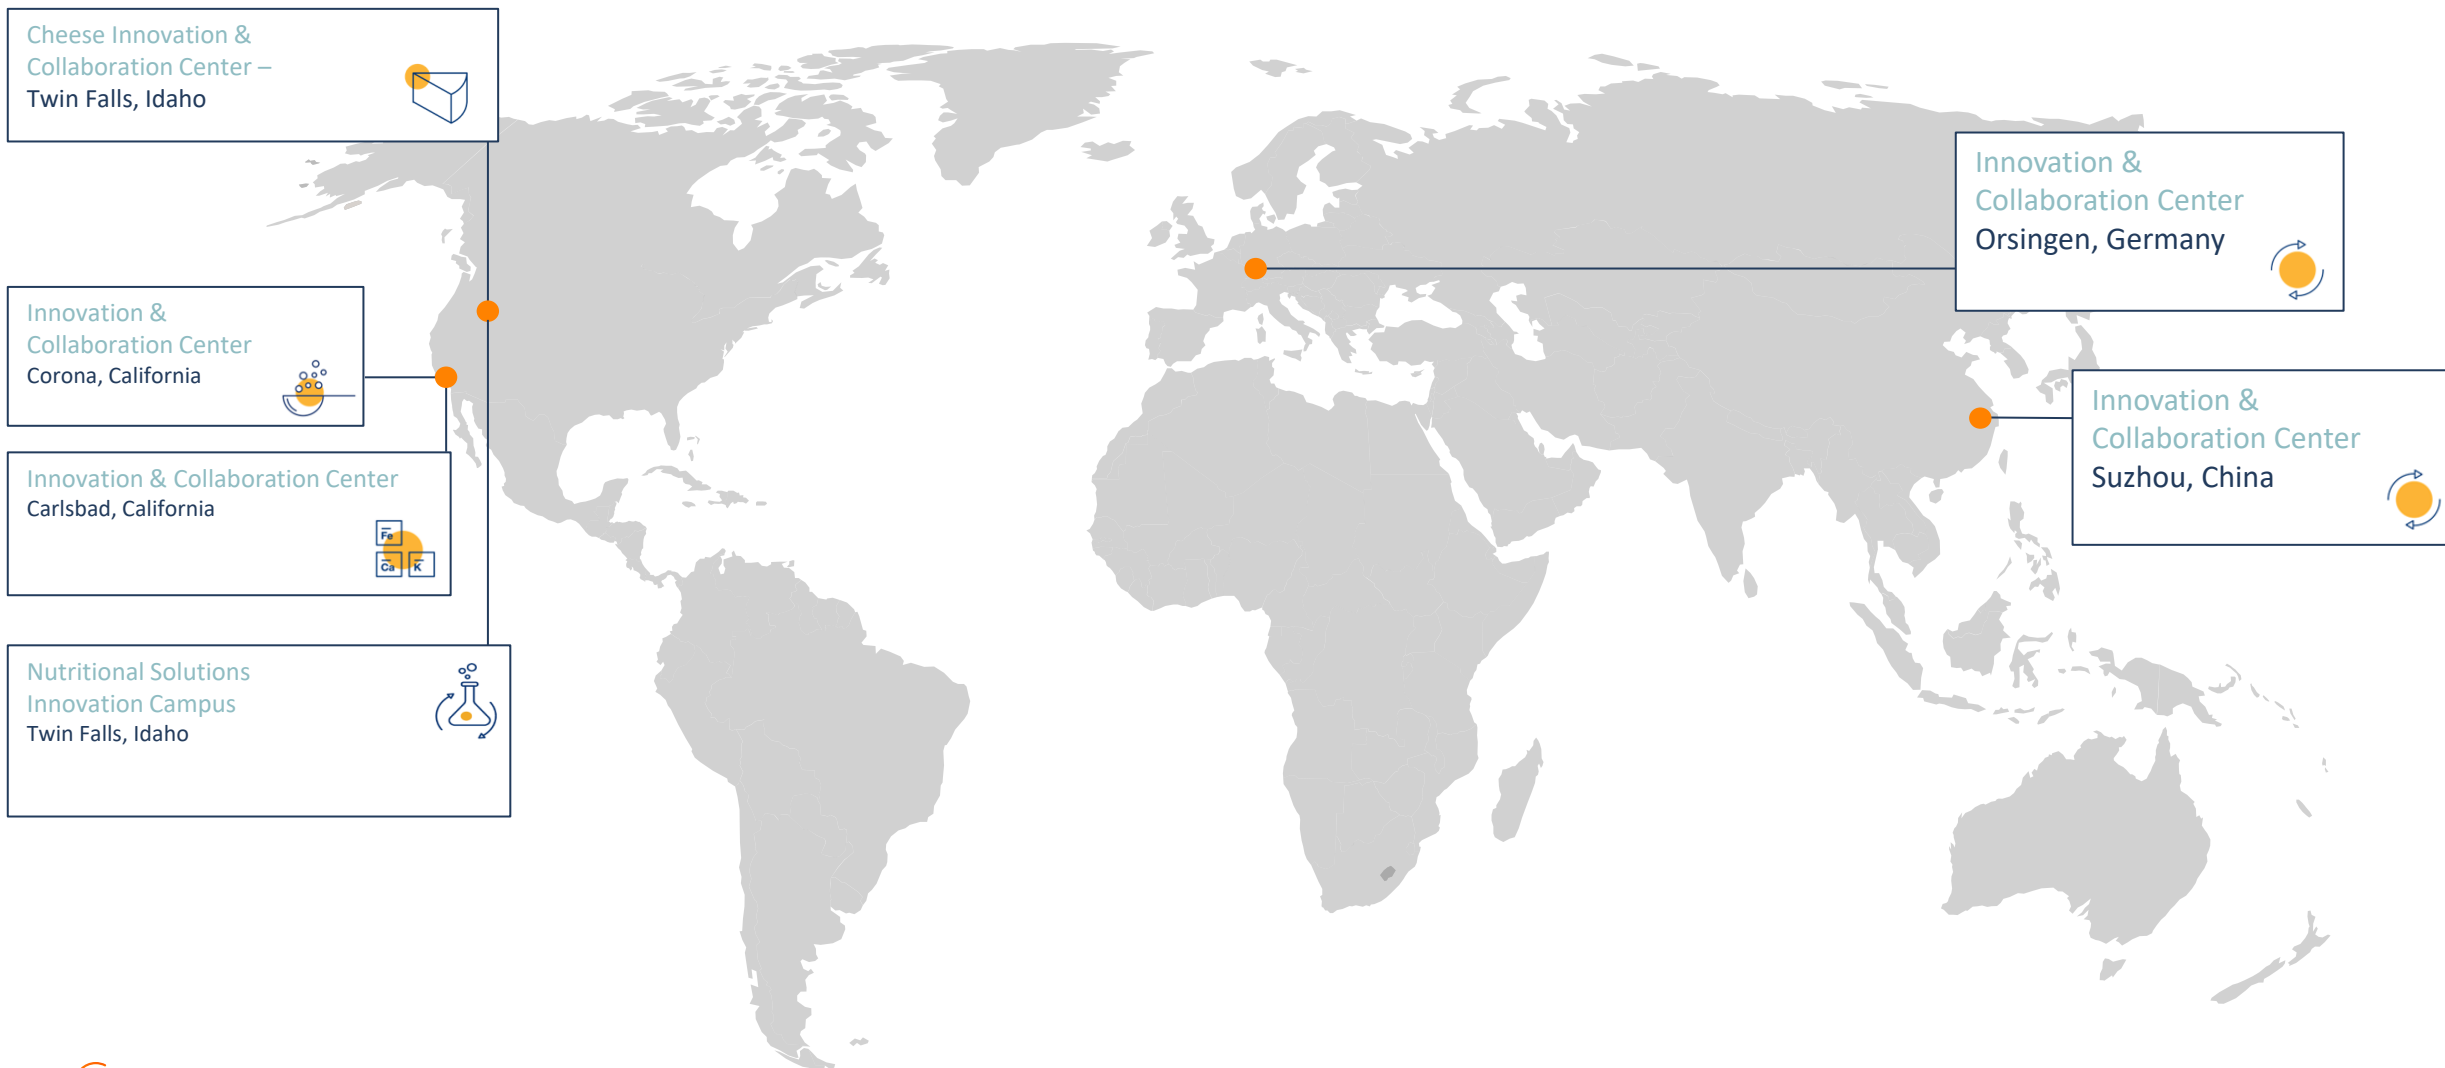 Cheese Innovation &
Collaboration Center –
Twin Falls, Idaho
Innovation &
Collaboration Center
Corona, California
Innovation & Collaboration Center
Carlsbad, California
Fe
Ca
K
Nutritional Solutions
Innovation Campus
Twin Falls, Idaho
Innovation &
Collaboration Center
Orsingen, Germany
Innovation &
Collaboration Center
Suzhou, China